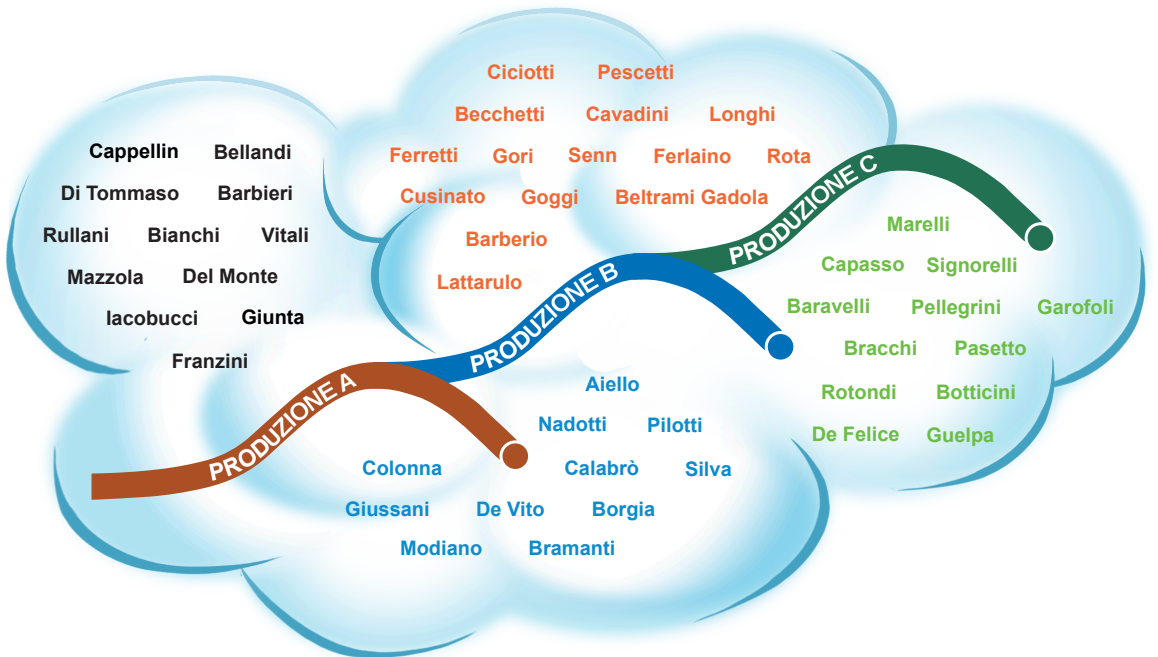 Cappellin Bellandi
Di Tommaso Barbieri
Rullani Bianchi Vitali
Mazzola Del Monte
Iacobucci Giunta
Franzini
Ciciotti Pescetti
Becchetti Cavadini Longhi
Ferretti Gori Senn Ferlaino Rota
Cusinato Goggi Beltrami Gadola
Barberio
Lattarulo
PRODUZIONE A
PRODUZIONE B
PRODUZIONE C
Marelli
Capasso Signorelli
Baravelli Pellegrini Garofoli
Bracchi Pasetto
Rotondi Botticini
De Felice Guelpa
Aiello
Nadotti Pilotti
Colonna Calabrò Silva
Giussani De Vito Borgia
Modiano Bramanti